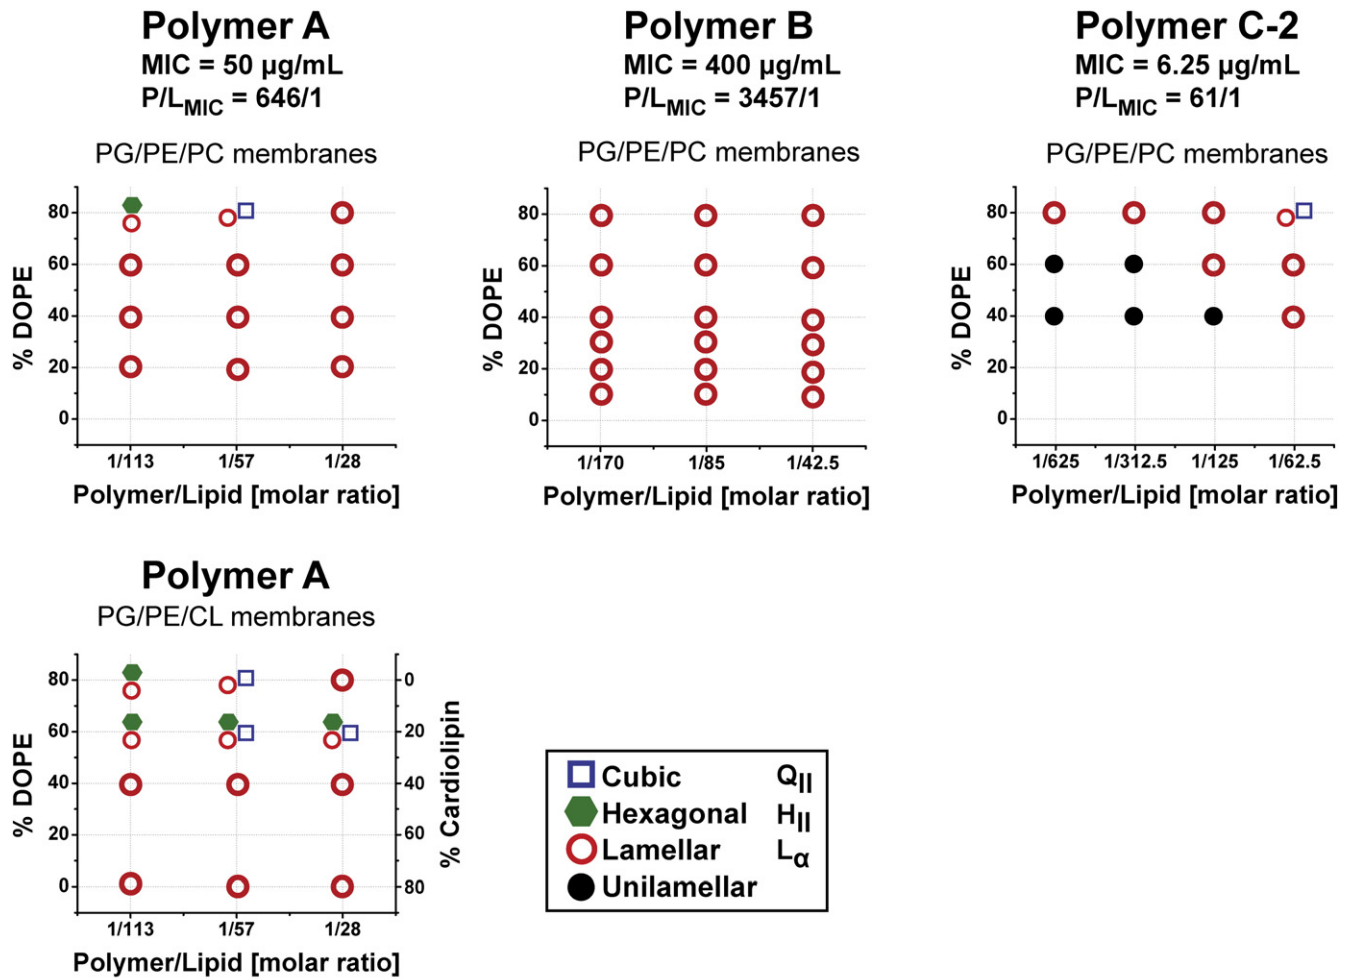 Polymer A
MIC = 50 µg/mL
P/LMIC = 646/1
PG/PE/PC membranes
% DOPE
80
60
40
20
0
1/113 1/57 1/28
Polymer/Lipid [molar ratio]
Polymer B
MIC = 400 µg/mL
P/LMIC = 3457/1
PG/PE/PC membranes
% DOPE
80
60
40
20
0
1/170 1/85 1/42.5
Polymer/Lipid [molar ratio]
Polymer C-2
MIC = 6.25 µg/mL
P/LMIC = 61/1
PG/PE/PC membranes
% DOPE
80
60
40
20
0
1/625 1/312.5 1/125 1/62.5
Polymer/Lipid [molar ratio]
Polymer A
PG/PE/CL membranes
% DOPE
80
60
40
20
0
0
20
40
60
80
% Cardiolipin
1/113 1/57 1/28
Polymer/Lipid [molar ratio]
Cubic QII
Hexagonal HII
Lamellar Lα
Unilamellar